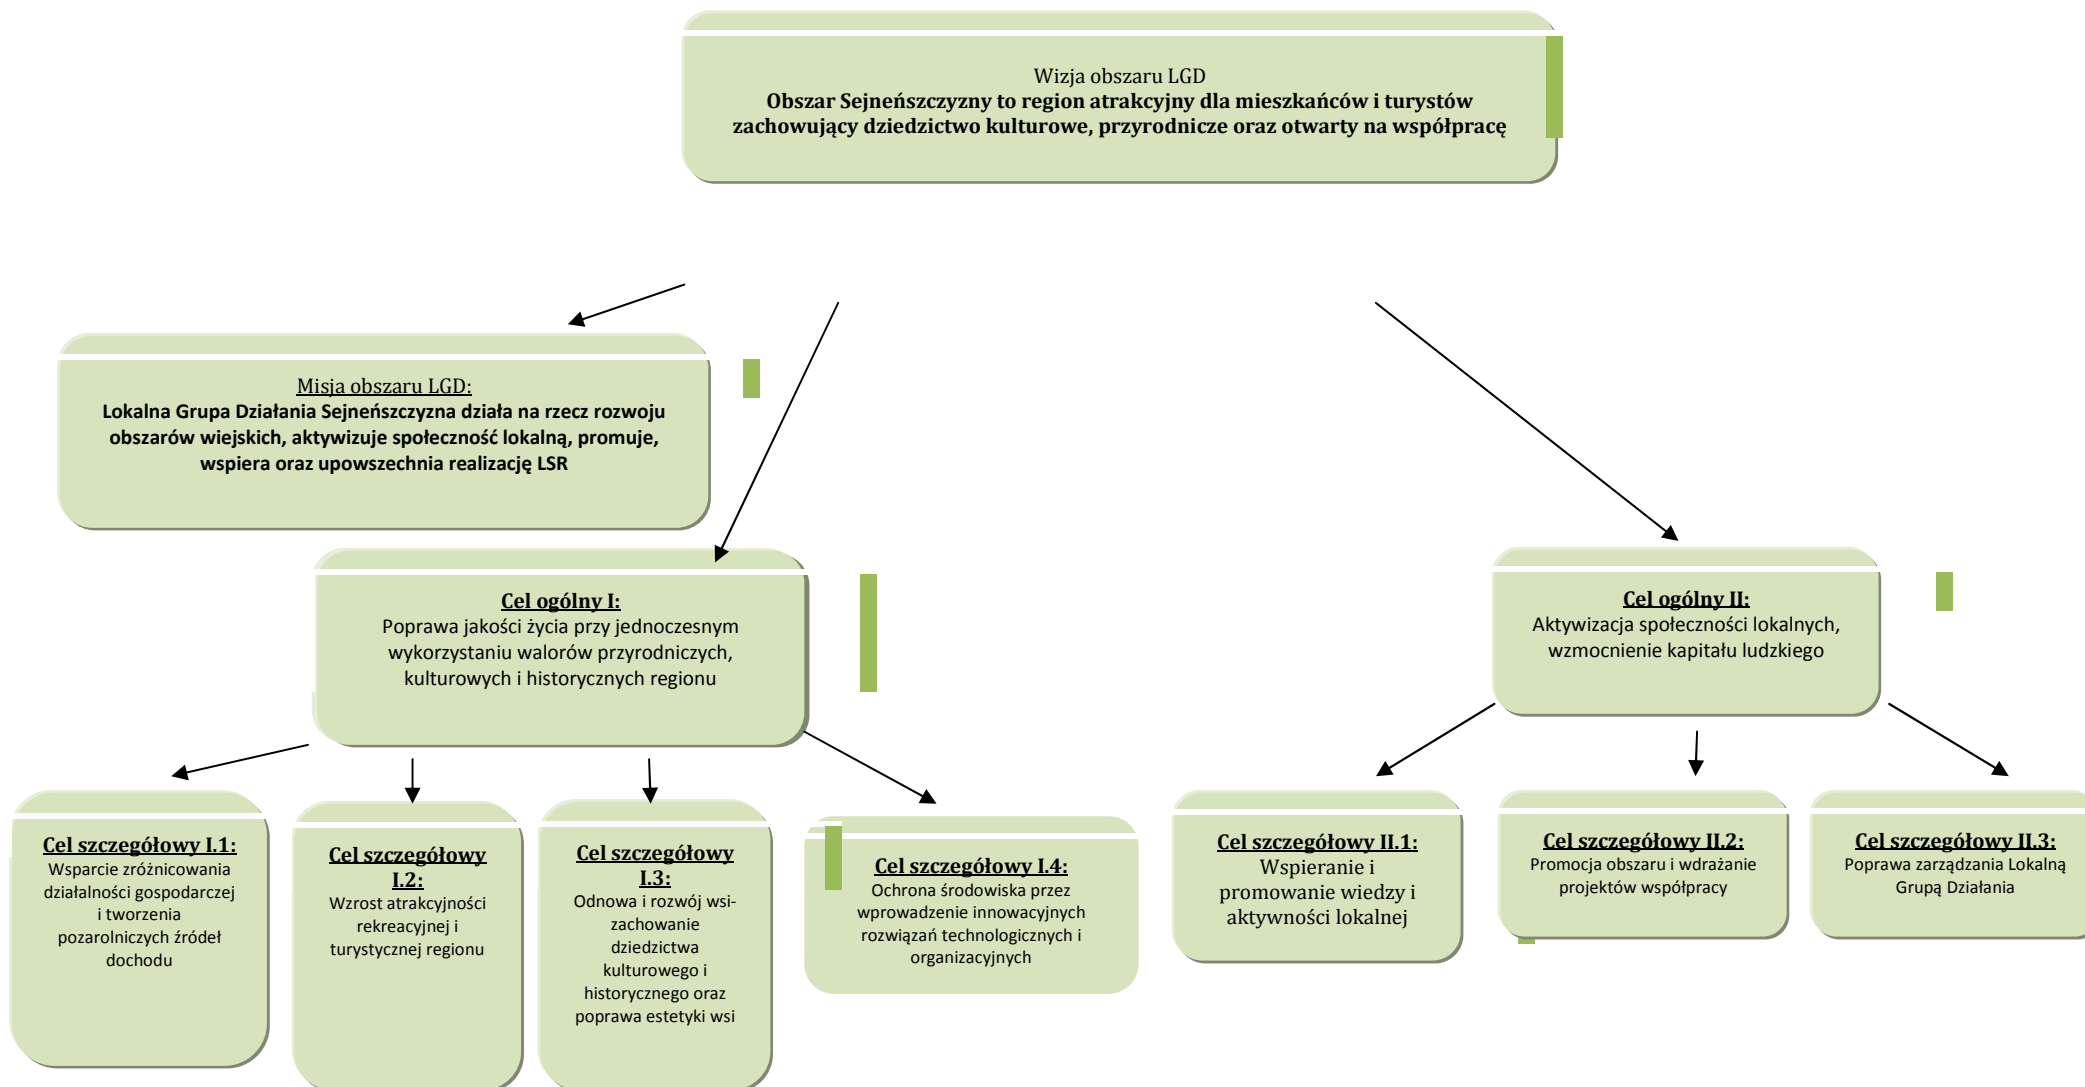 Wizja obszaru LGD
Obszar Sejneńszczyzny to region atrakcyjny dla mieszkańców i turystów
zachowujący dziedzictwo kulturowe, przyrodnicze oraz otwarty na współpracę
Misja obszaru LGD:
Lokalna Grupa Działania Sejneńszczyzna działa na rzecz rozwoju
obszarów wiejskich, aktywizuje społeczność lokalną, promuje,
wspiera oraz upowszechnia realizację LSR
Cel ogólny I:
Poprawa jakości życia przy jednoczesnym
wykorzystaniu walorów przyrodniczych,
kulturowych i historycznych regionu
Cel ogólny II:
Aktywizacja społeczności lokalnych,
wzmocnienie kapitału ludzkiego
Cel szczegółowy I.1:
Wsparcie zróżnicowania
działalności gospodarczej
i tworzenia
pozarolniczych źródeł
dochodu
Cel szczegółowy
I.2:
Wzrost atrakcyjności
rekreacyjnej i
turystycznej regionu
Cel szczegółowy
I.3:
Odnowa i rozwój wsi-
zachowanie
dziedzictwa
kulturowego i
historycznego oraz
poprawa estetyki wsi
Cel szczegółowy I.4:
Ochrona środowiska przez
wprowadzenie innowacyjnych
rozwiązań technologicznych i
organizacyjnych
Cel szczegółowy II.1:
Wspieranie i
promowanie wiedzy i
aktywności lokalnej
Cel szczegółowy II.2:
Promocja obszaru i wdrażanie
projektów współpracy
Cel szczegółowy II.3:
Poprawa zarządzania Lokalną
Grupą Działania